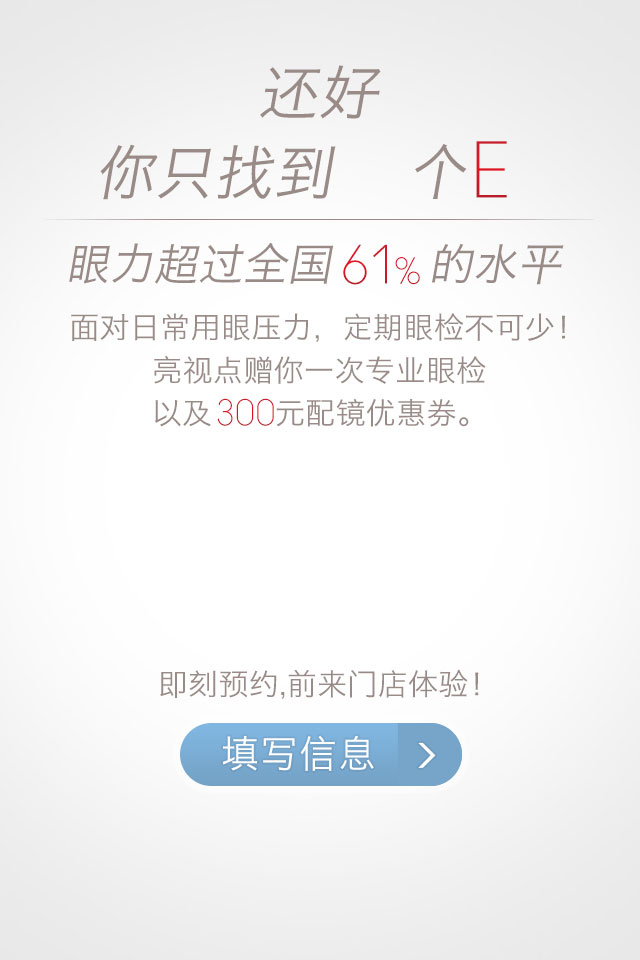 还好
你只找到 个E
眼力超过全国61%的水平
面对日常用眼压力，定期眼检不可少！
亮视点赠你一次专业眼检
以及300元配镜优惠券。
即刻预约,前来门店体验！
填写信息 >